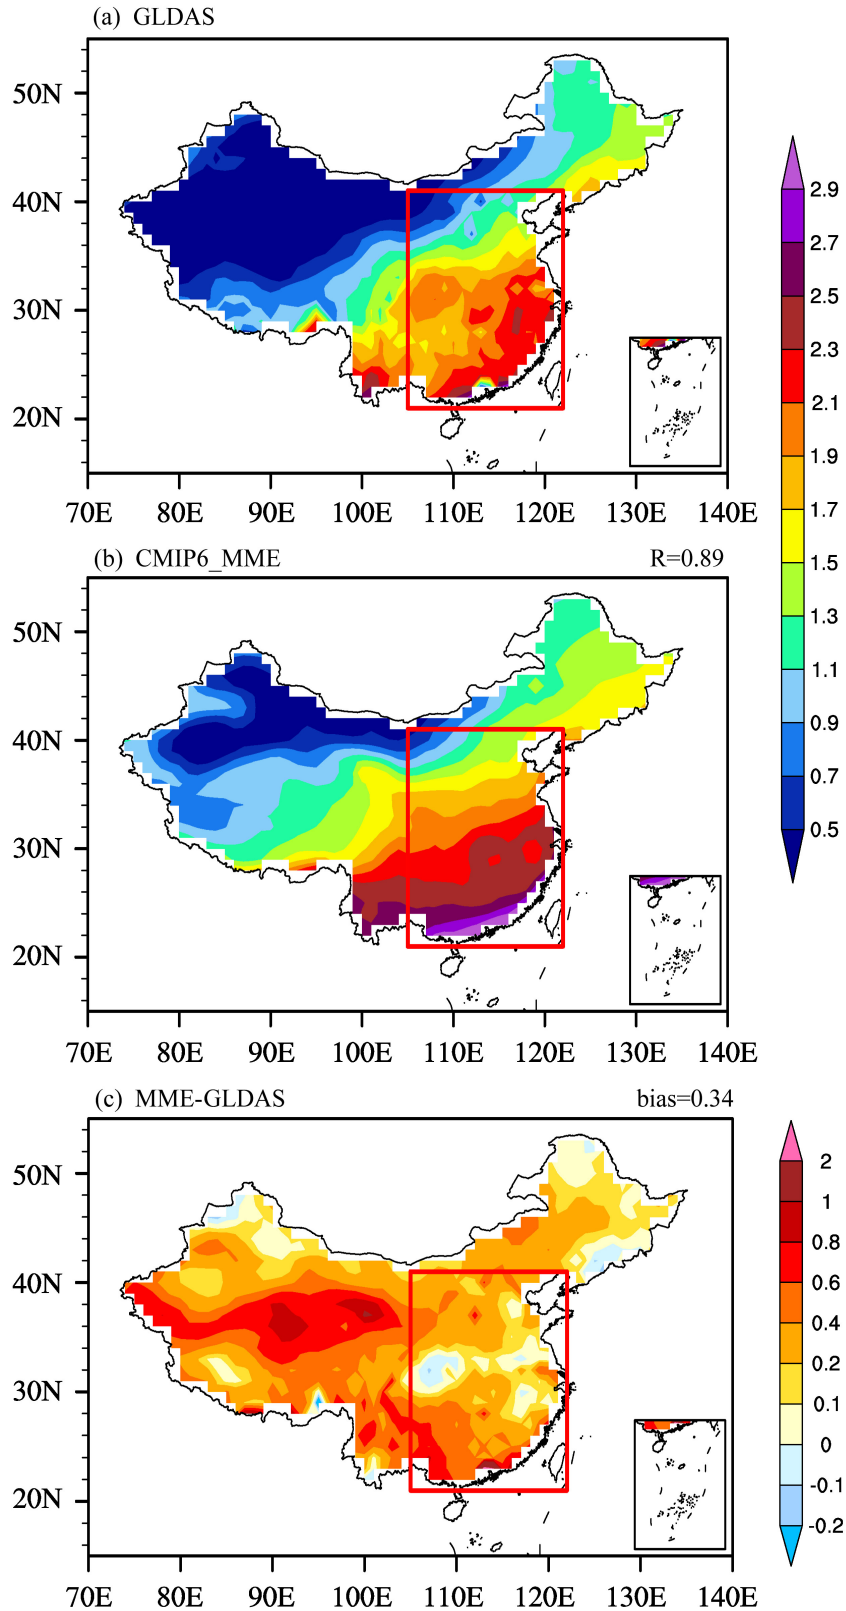 (a) GLDAS
50N
40N
30N
20N
70E 80E 90E 100E 110E 120E 130E 140E
2.9
2.7
2.5
2.3
2.1
1.9
1.7
1.5
1.3
1.1
0.9
0.7
0.5
(b) CMIP6_MME R=0.89
50N
40N
30N
20N
70E 80E 90E 100E 110E 120E 130E 140E
(c) MME-GLDAS bias=0.34
50N
40N
30N
20N
70E 80E 90E 100E 110E 120E 130E 140E
2
1
0.8
0.6
0.4
0.2
0.1
0
-0.1
-0.2